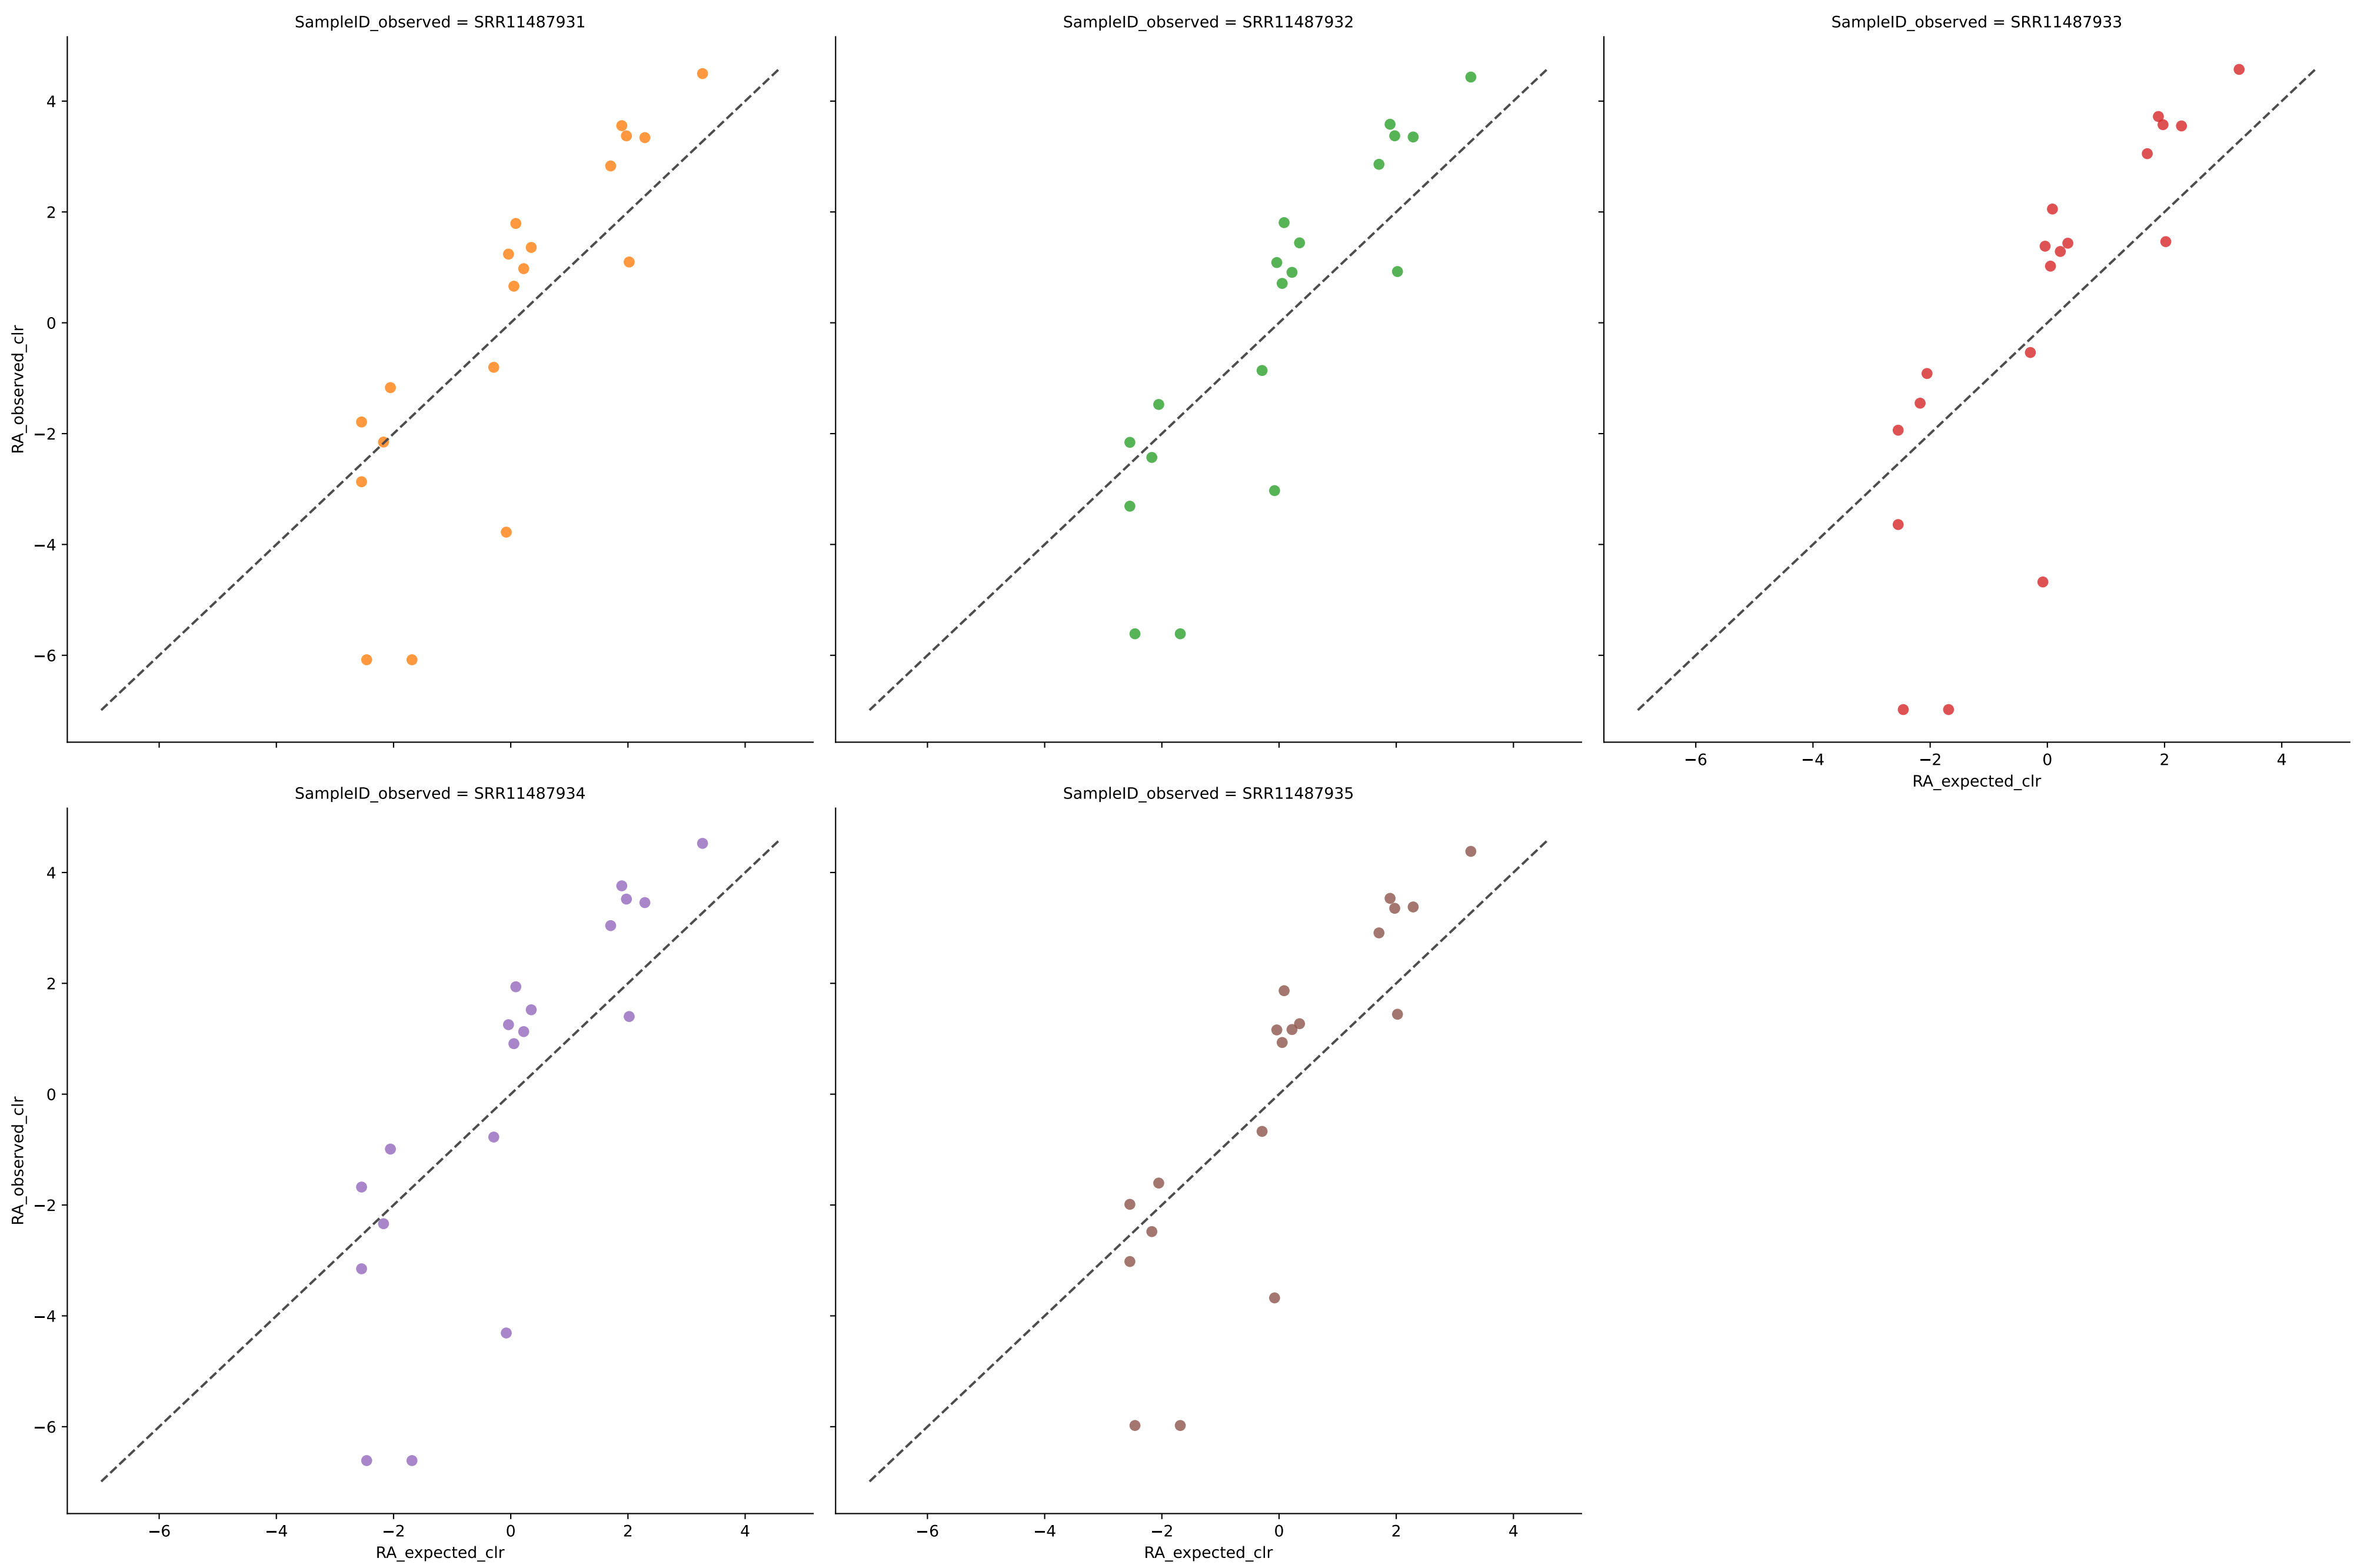 SampleID_observed = SRR11487931
SampleID_observed = SRR11487932
SampleID_observed = SRR11487933
4
2
0
−2
−4
−6
RA_observed_clr
−6 −4 −2 0 2 4
RA_expected_clr
SampleID_observed = SRR11487934
SampleID_observed = SRR11487935
4
2
0
−2
−4
−6
RA_observed_clr
−6 −4 −2 0 2 4
RA_expected_clr
−6 −4 −2 0 2 4
RA_expected_clr